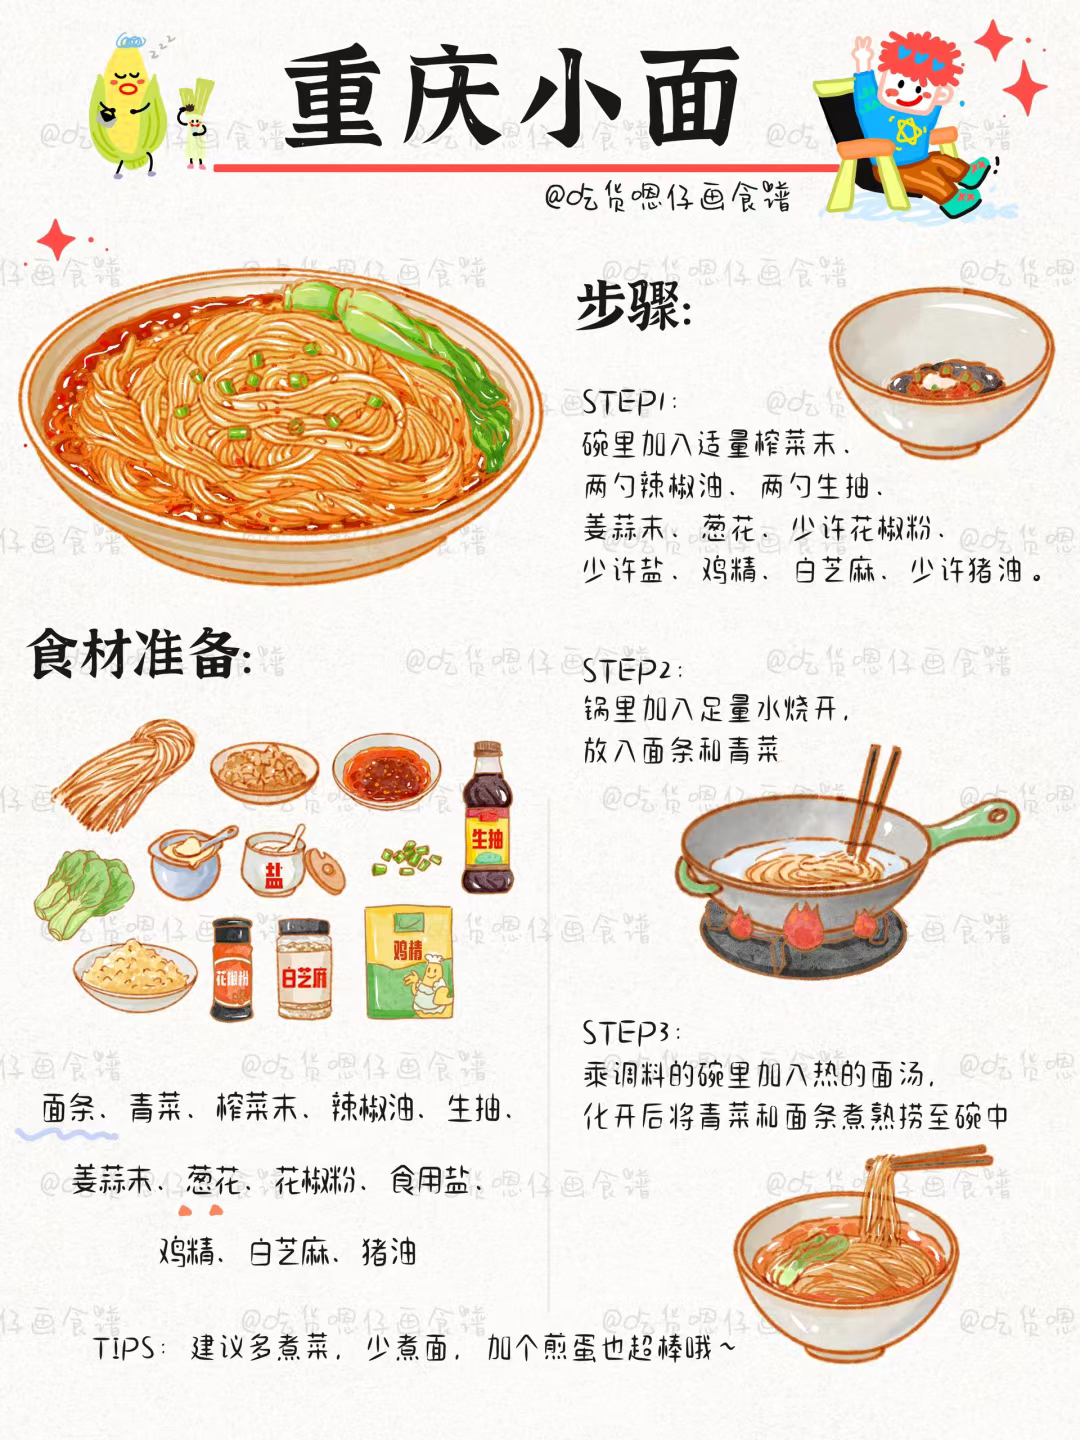 重庆小面
@吃货嗯仔画食譜
步骤:
STEP1:
碗里加入适量榨菜末、
两勺辣椒油、两勺生抽、
姜蒜末、葱花、少许花椒粉、
少许盐、鸡精、白芝麻、少许猪油。
食材准备:
生抽
盐
花椒粉
白芝麻
鸡精
面条、青菜、榨菜末、辣椒油、生抽、
姜蒜末、葱花、花椒粉、食用盐、
鸡精、白芝麻、猪油
STEP2:
锅里加入足量水烧开,
放入面条和青菜
STEP3:
乘调料的碗里加入热的面汤,
化开后将青菜和面条煮熟捞至碗中
TIPS: 建议多煮菜,少煮面,加个煎蛋也超棒哦~